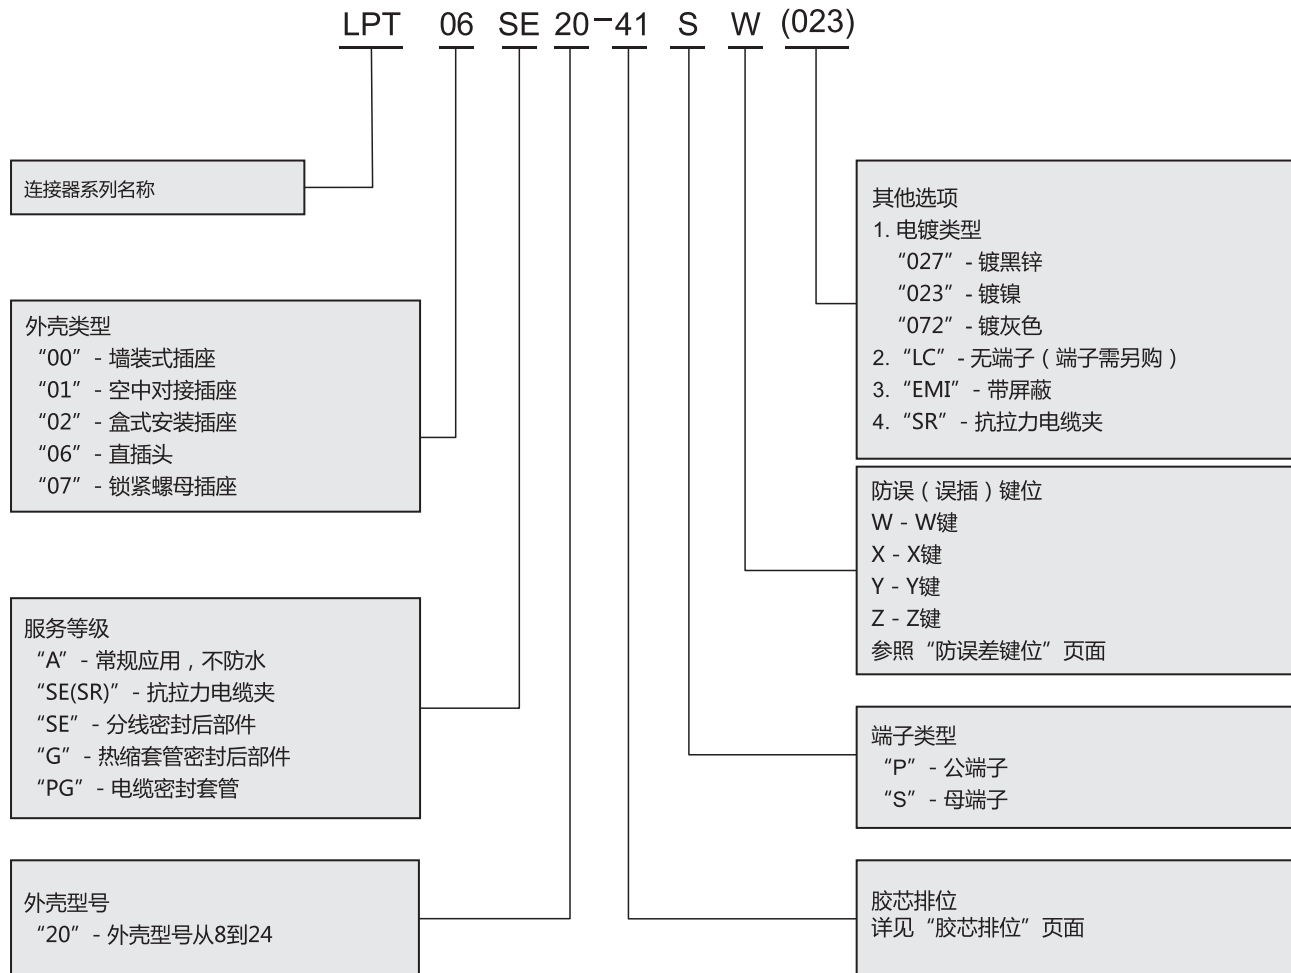 LPT 06 SE 20-41 S W (023)
连接器系列名称
外壳类型
“00” - 墙装式插座
“01” - 空中对接插座
“02” - 盒式安装插座
“06” - 直插头
“07” - 锁紧螺母插座
服务等级
“A” - 常规应用，不防水
“SE(SR)” - 抗拉力电缆夹
“SE” - 分线密封后部件
“G” - 热缩套管密封后部件
“PG” - 电缆密封套管
外壳型号
“20” - 外壳型号从8到24
其他选项
1. 电镀类型
“027” - 镀黑锌
“023” - 镀镍
“072” - 镀灰色
2. “LC” - 无端子（端子需另购）
3. “EMI” - 带屏蔽
4. “SR” - 抗拉力电缆夹
防误（误插）键位
W - W键
X - X键
Y - Y键
Z - Z键
参照“防误差键位”页面
端子类型
“P” - 公端子
“S” - 母端子
胶芯排位
详见“胶芯排位”页面